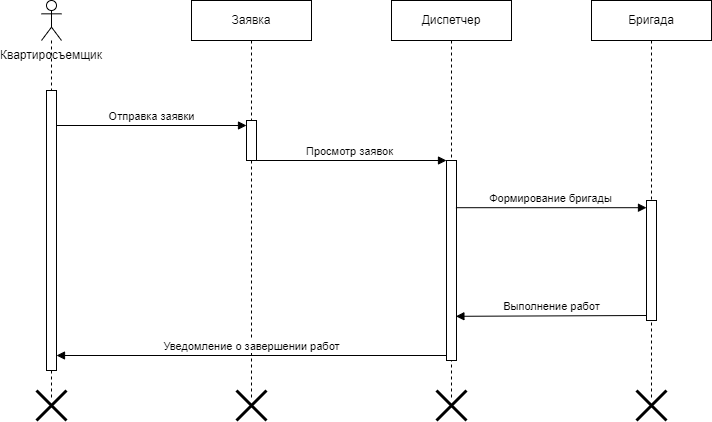 Заявка
Диспетчер
Бригада
Квартиросъемщик
Отправка заявки
Просмотр заявок
Формирование бригады
Выполнение работ
Уведомление о завершении работ